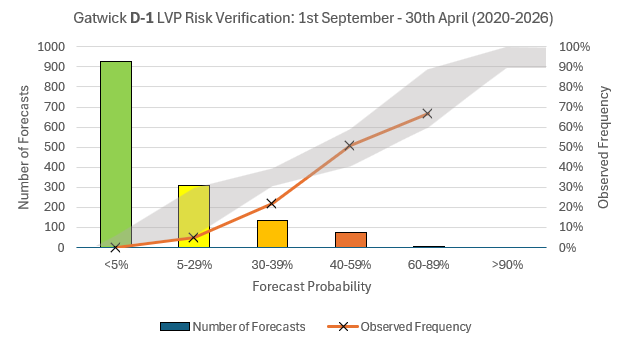 Gatwick D-1 LVP Risk Verification: 1st September - 30th April (2020-2026)
1000 100%
900 90%
800 80%
700 70%
600 60%
500 50%
400 40%
300 30%
200 20%
100 10%
0 0%
Number of Forecasts
Observed Frequency
<5% 5-29% 30-39% 40-59% 60-89% >90%
Forecast Probability
Number of Forecasts Observed Frequency